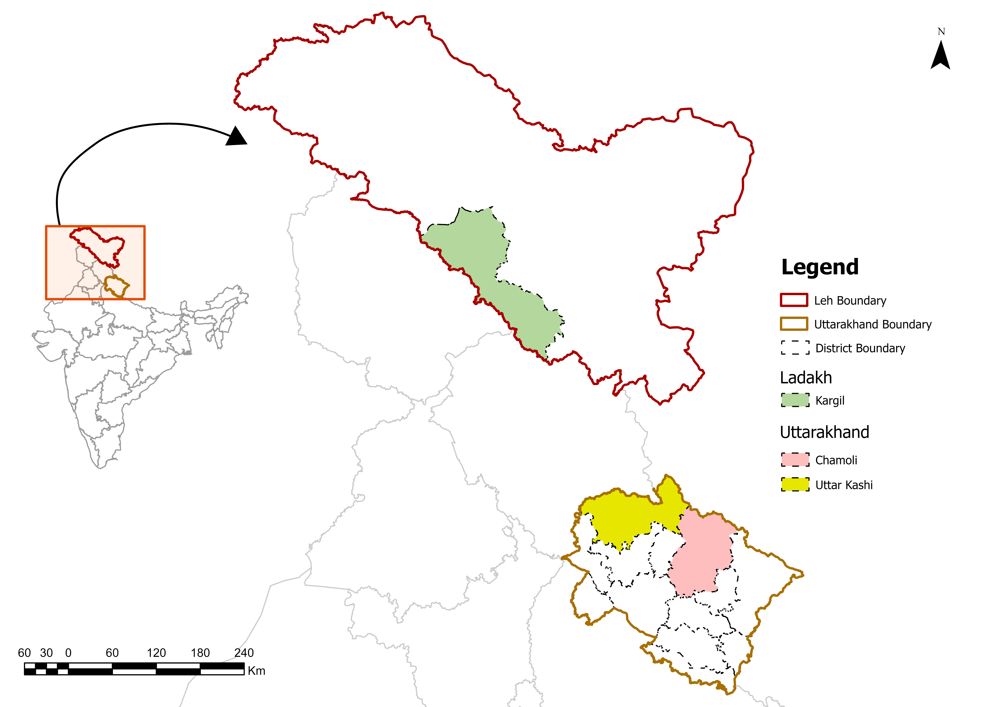 N
Legend
Leh Boundary
Uttarakhand Boundary
District Boundary
Ladakh
Kargil
Uttarakhand
Chamoli
Uttar Kashi
60 30 0 60 120 180 240
Km